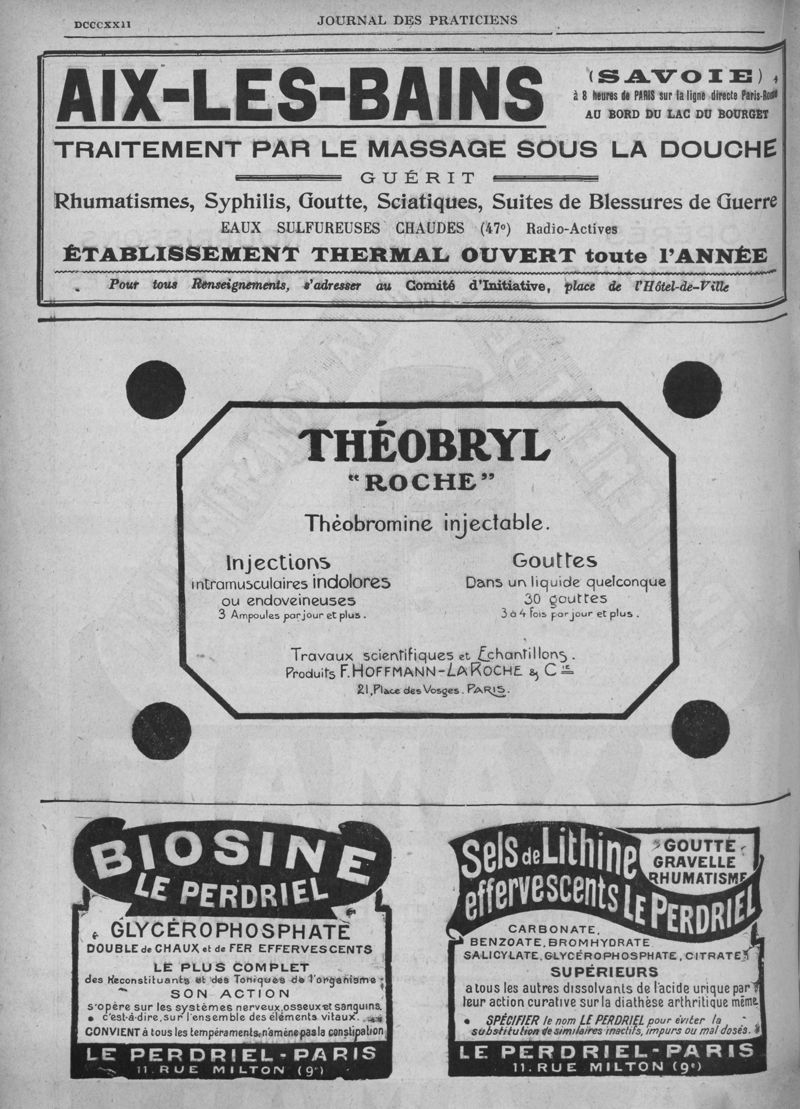 DCCCXXII
JOURNAL DES PRATICIENS
AIX-LES-BAINS
(SAVOIE)
à 8 heures de PARIS sur la ligne directe Paris-Rome
AU BORD DU LAC DU BOURGET
TRAITEMENT PAR LE MASSAGE SOUS LA DOUCHE
GUÉRIT
Rhumatismes, Syphilis, Goutte, Sciatiques, Suites de Blessures de Guerre
EAUX SULFUREUSES CHAUDES (47°) Radio-Actives
ÉTABLISSEMENT THERMAL OUVERT toute l'ANNÉE
Pour tous Renseignements, s'adresser au Comité d'Initiative, place de l'Hôtel-de-Ville
THÉOBRYL
"ROCHE"
Théobromine injectable.
Injections
intramusculaires indolores
ou endoveineuses
3 Ampoules par jour et plus.
Gouttes
Dans un liquide quelconque
30 gouttes
3 à 4 fois par jour et plus.
Travaux scientifiques et Echantillons.
Produits F. HOFFMANN-LA ROCHE & Cie
21, Place des Vosges. PARIS.
BIOSINE
LE PERDRIEL
GLYCÉROPHOSPHATE
DOUBLE de CHAUX et de FER EFFERVESCENTS
LE PLUS COMPLET
des Reconstituants et des Toniques de l'organisme
SON ACTION
s'opère sur les systèmes nerveux, osseux et sanguins,
c'est-à-dire, sur l'ensemble des éléments vitaux.
CONVIENT à tous les tempéraments, n'amène pas la constipation
LE PERDRIEL-PARIS
11, RUE MILTON (9e)
Sels de Lithine
effervescents LE PERDRIEL
GOUTTE
GRAVELLE
RHUMATISME
CARBONATE,
BENZOATE, BROMHYDRATE
SALICYLATE, GLYCÉROPHOSPHATE, CITRATE
SUPÉRIEURS
a tous les autres dissolvants de l'acide urique par
leur action curative sur la diathèse arthritique même
SPÉCIFIER le nom LE PERDRIEL pour éviter la
substitution de similaires inactifs, impurs ou mal dosés.
LE PERDRIEL-PARIS
11. RUE MILTON (9e)